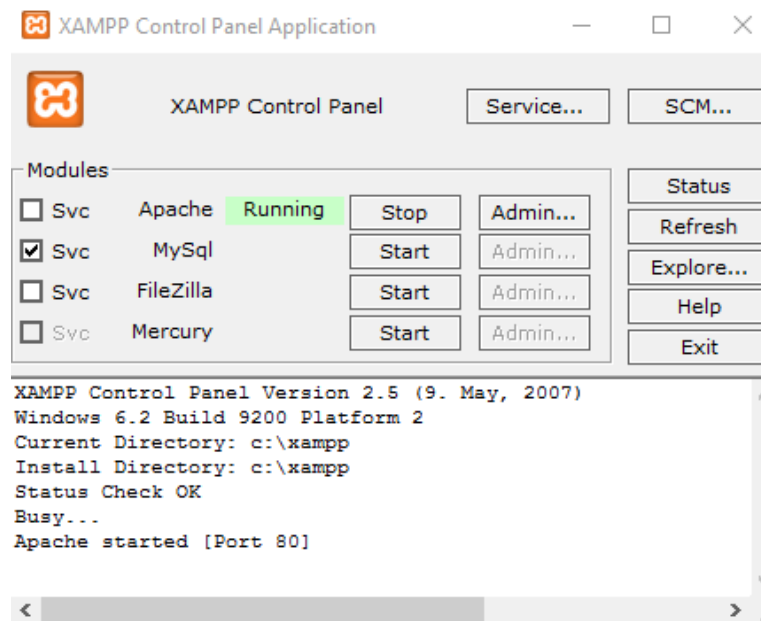 XAMPP Control Panel Application
XAMPP Control Panel Service... SCM...
Modules
Status
Svc Apache Running Stop Admin...
Refresh
Svc MySql Start Admin...
Explore...
Svc FileZilla Start Admin...
Help
Svc Mercury Start Admin...
Exit
XAMPP Control Panel Version 2.5 (9. May, 2007)
Windows 6.2 Build 9200 Platform 2
Current Directory: c:\xampp
Install Directory: c:\xampp
Status Check OK
Busy...
Apache started [Port 80]